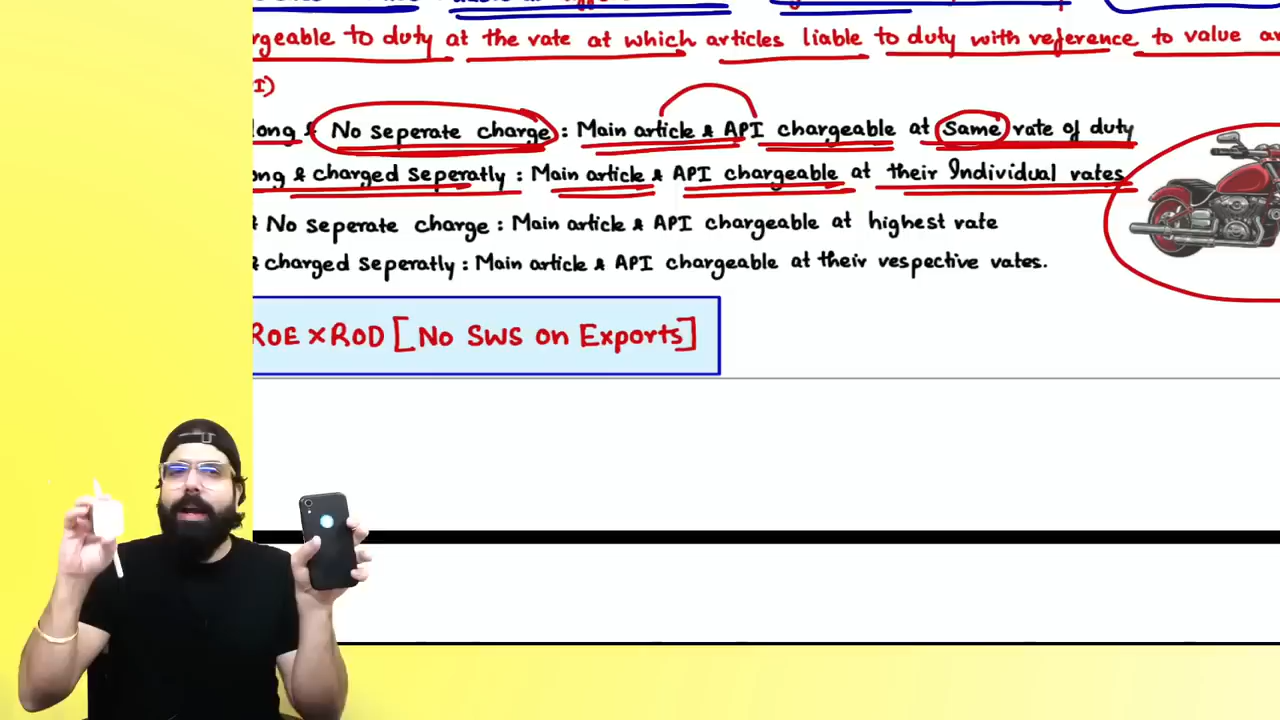 rgeable to duty at the rate at which articles liable to duty with reference to value ar
I)
long & No seperate charge : Main article & API chargeable at same rate of duty
ong & charged seperatly : Main article & API chargeable at their Individual rates
No seperate charge : Main article & API chargeable at highest rate
& charged seperatly : Main article & API chargeable at their respective rates.
ROE × ROD [No SWS on Exports]